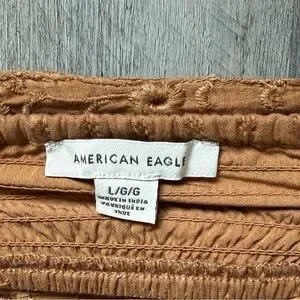 AMERICAN EAGLE
L/G/G
MADE IN INDIA
FABRIQUÉ EN
INDE